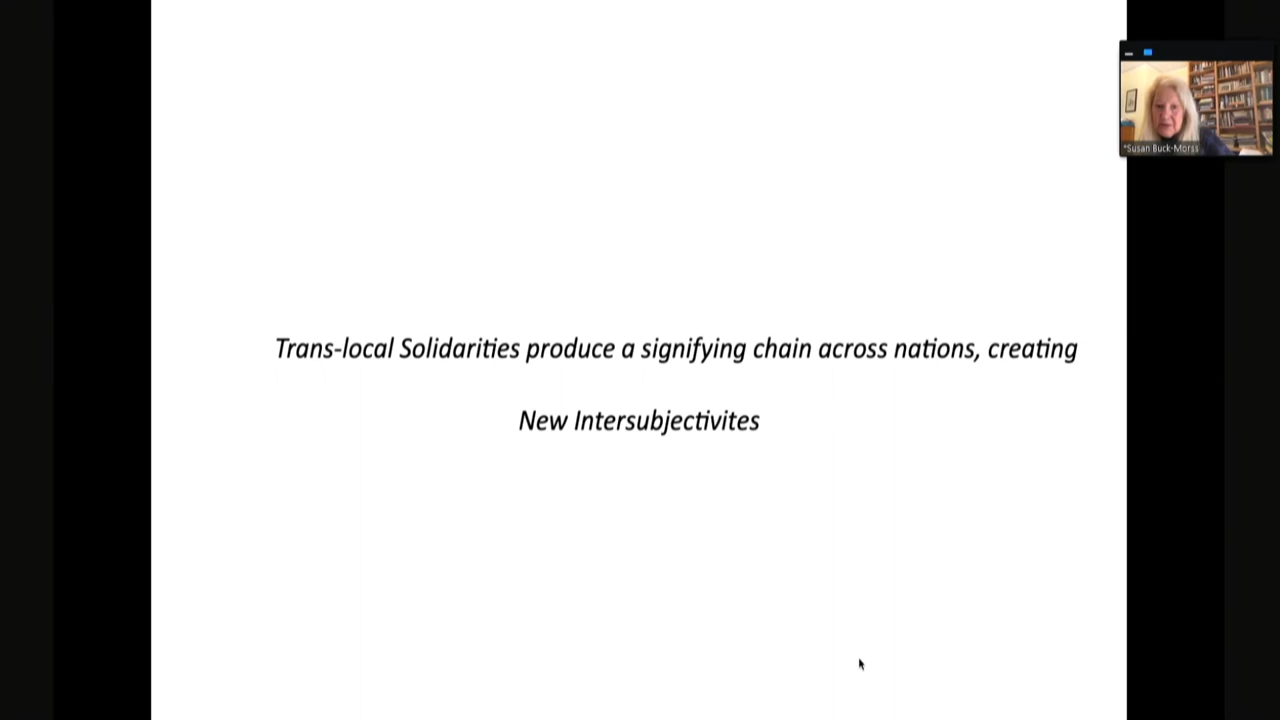 *Susan Buck-Morss
Trans-local Solidarities produce a signifying chain across nations, creating
New Intersubjectivites